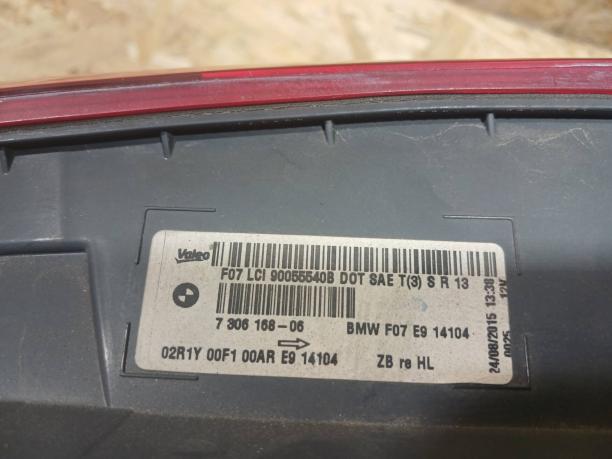 Valeo
F07 LCI 90055540B DOT SAE T(3) S R 13
7 306 168-06 BMW F07 E9 14104
02R1Y 00F1 00AR E9 14104 ZB re HL
24/08/2015 13:38
0025 12V